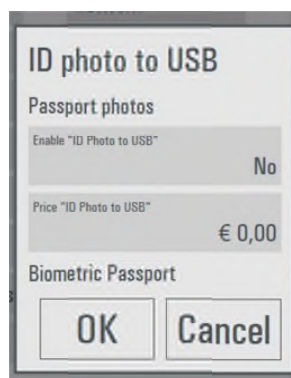 ID photo to USB
Passport photos
Enable "ID Photo to USB"
No
Price "ID Photo to USB"
€ 0,00
Biometric Passpo
OK
Cancel